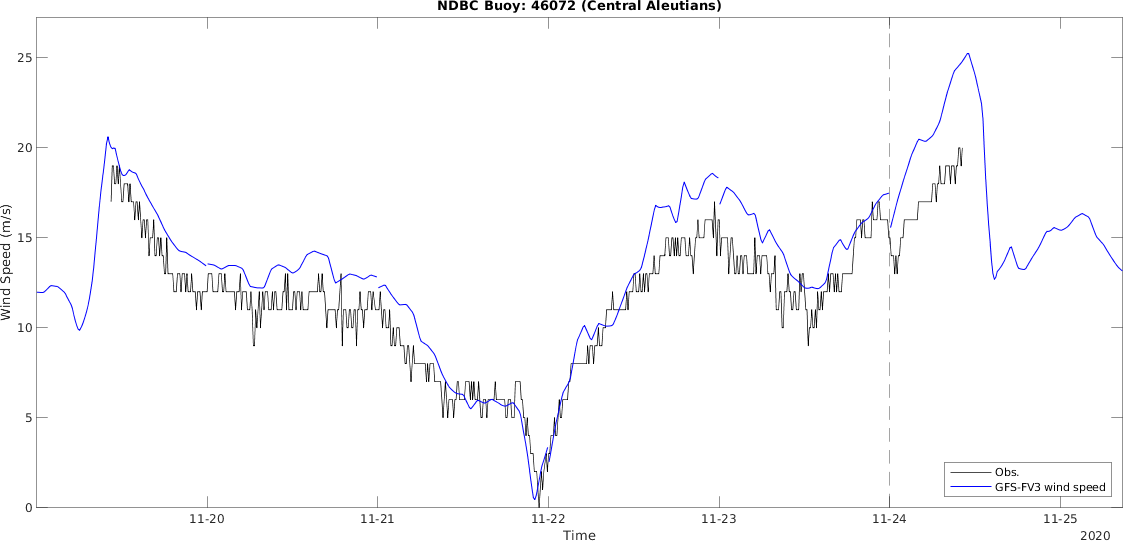 NDBC Buoy: 46072 (Central Aleutians)
Wind Speed (m/s)
25
20
15
10
5
0
11-20
11-21
11-22
11-23
11-24
11-25
Time
2020
Obs.
GFS-FV3 wind speed